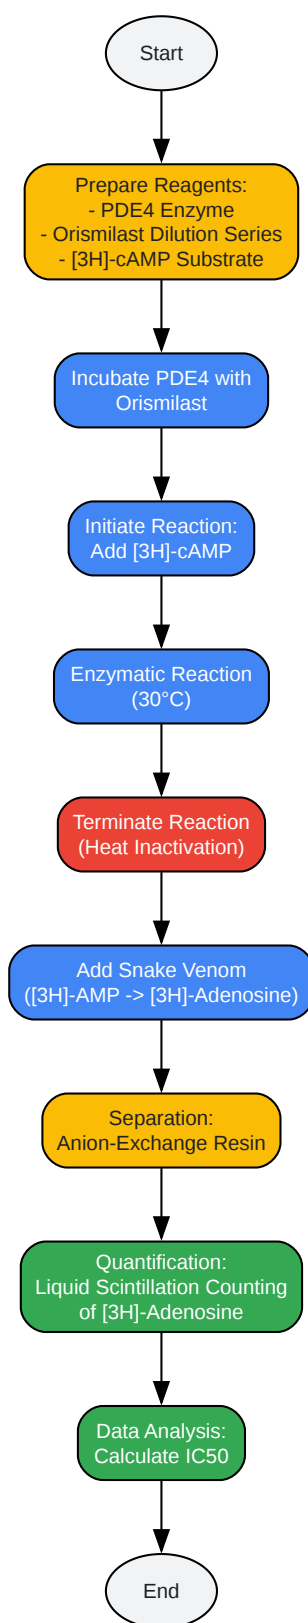 Start
Prepare Reagents:
- PDE4 Enzyme
- Orismilast Dilution Series
- [3H]-cAMP Substrate
Incubate PDE4 with
Orismilast
Initiate Reaction:
Add [3H]-cAMP
Enzymatic Reaction
(30°C)
Terminate Reaction
(Heat Inactivation)
Add Snake Venom
([3H]-AMP -> [3H]-Adenosine)
Separation:
Anion-Exchange Resin
Quantification:
Liquid Scintillation Counting
of [3H]-Adenosine
Data Analysis:
Calculate IC50
End